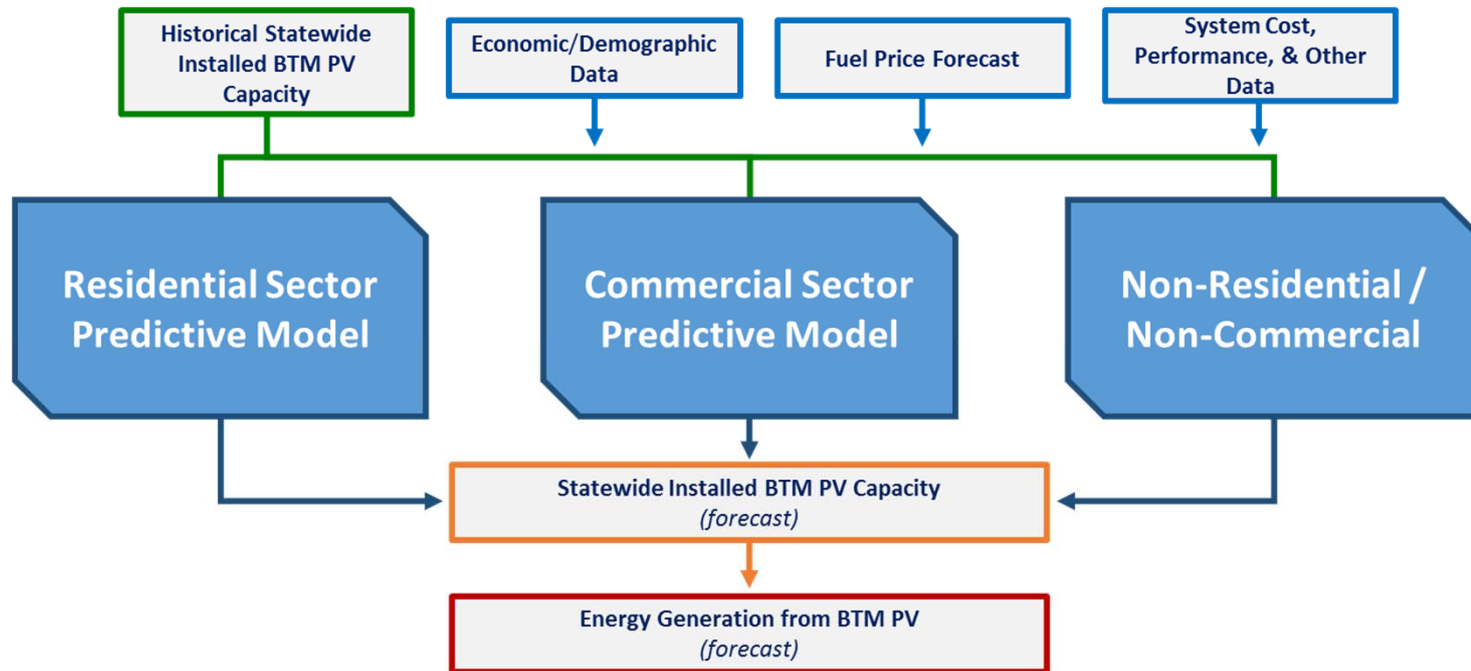 Historical Statewide
Installed BTM PV
Capacity
Economic/Demographic
Data
Fuel Price Forecast
System Cost,
Performance, & Other
Data
Residential Sector
Predictive Model
Commercial Sector
Predictive Model
Non-Residential /
Non-Commercial
Statewide Installed BTM PV Capacity
(forecast)
Energy Generation from BTM PV
(forecast)